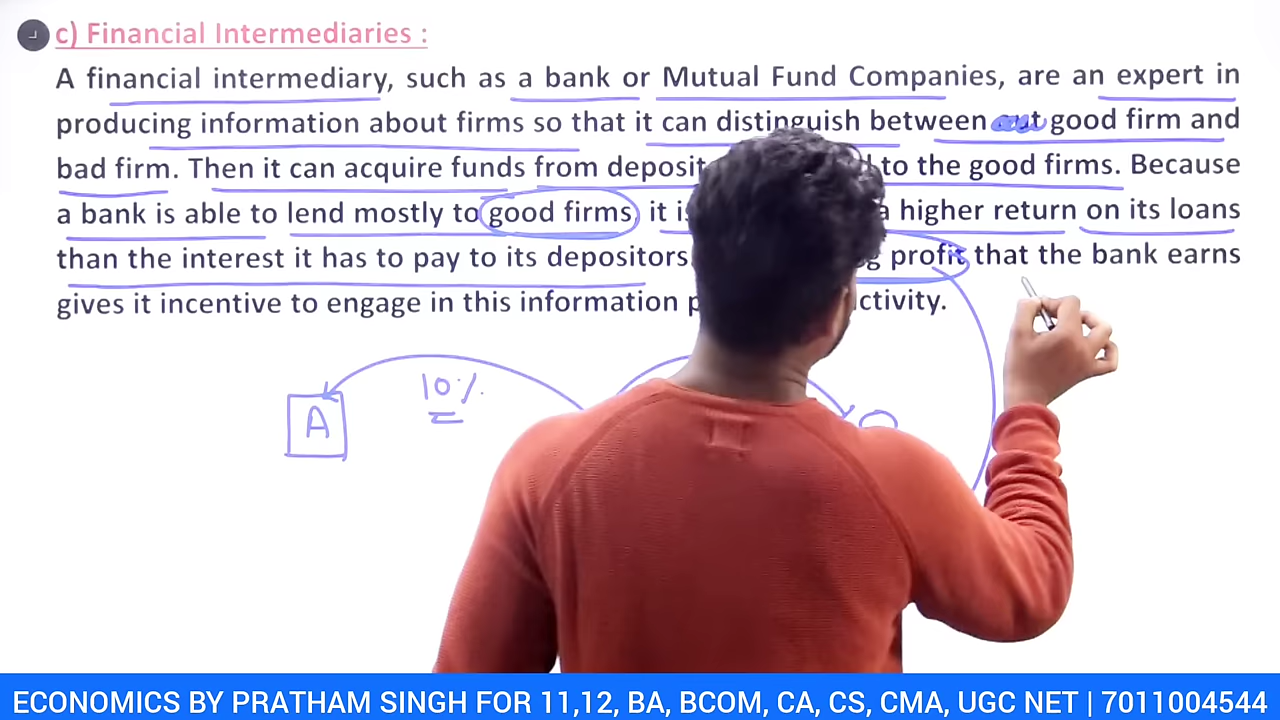 c) Financial Intermediaries :
A financial intermediary, such as a bank or Mutual Fund Companies, are an expert in
producing information about firms so that it can distinguish between good firm and
bad firm. Then it can acquire funds from to the good firms. Because
a bank is able to lend mostly to good firms, it is a higher return on its loans
than the interest it has to pay to its depositors profit that the bank earns
gives it incentive to engage in this information
A 10%
ECONOMICS BY PRATHAM SINGH FOR 11,12, BA, BCOM, CA, CS, CMA, UGC NET | 7011004544